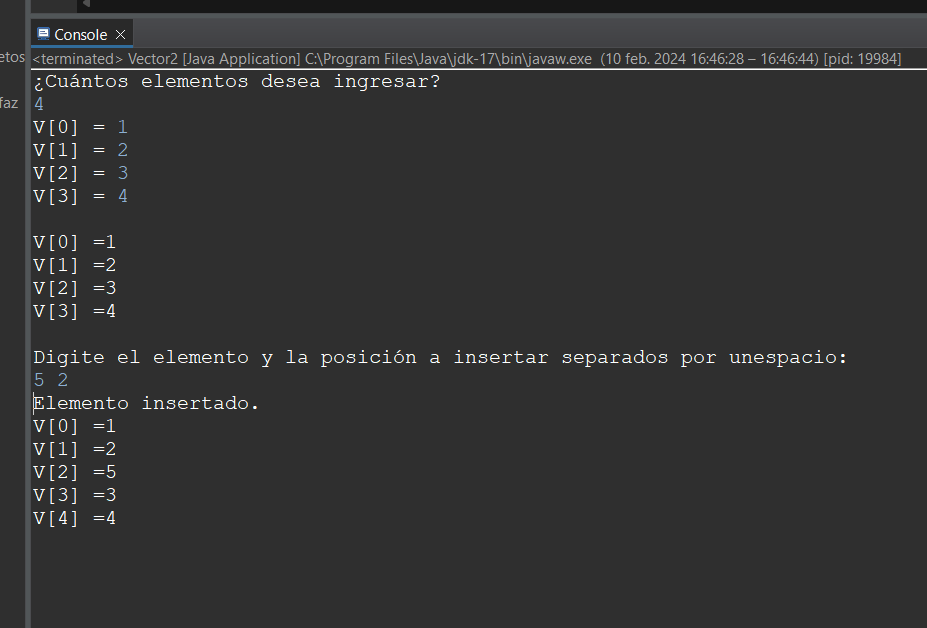 Console
etos
<terminated> Vector2 [Java Application] C:\Program Files\Java\jdk-17\bin\javaw.exe (10 feb. 2024 16:46:28 – 16:46:44) [pid: 19984]
¿Cuántos elementos desea ingresar?
faz
4
V[0] = 1
V[1] = 2
V[2] = 3
V[3] = 4
V[0] =1
V[1] =2
V[2] =3
V[3] =4
Digite el elemento y la posición a insertar separados por unespacio:
5 2
Elemento insertado.
V[0] =1
V[1] =2
V[2] =5
V[3] =3
V[4] =4